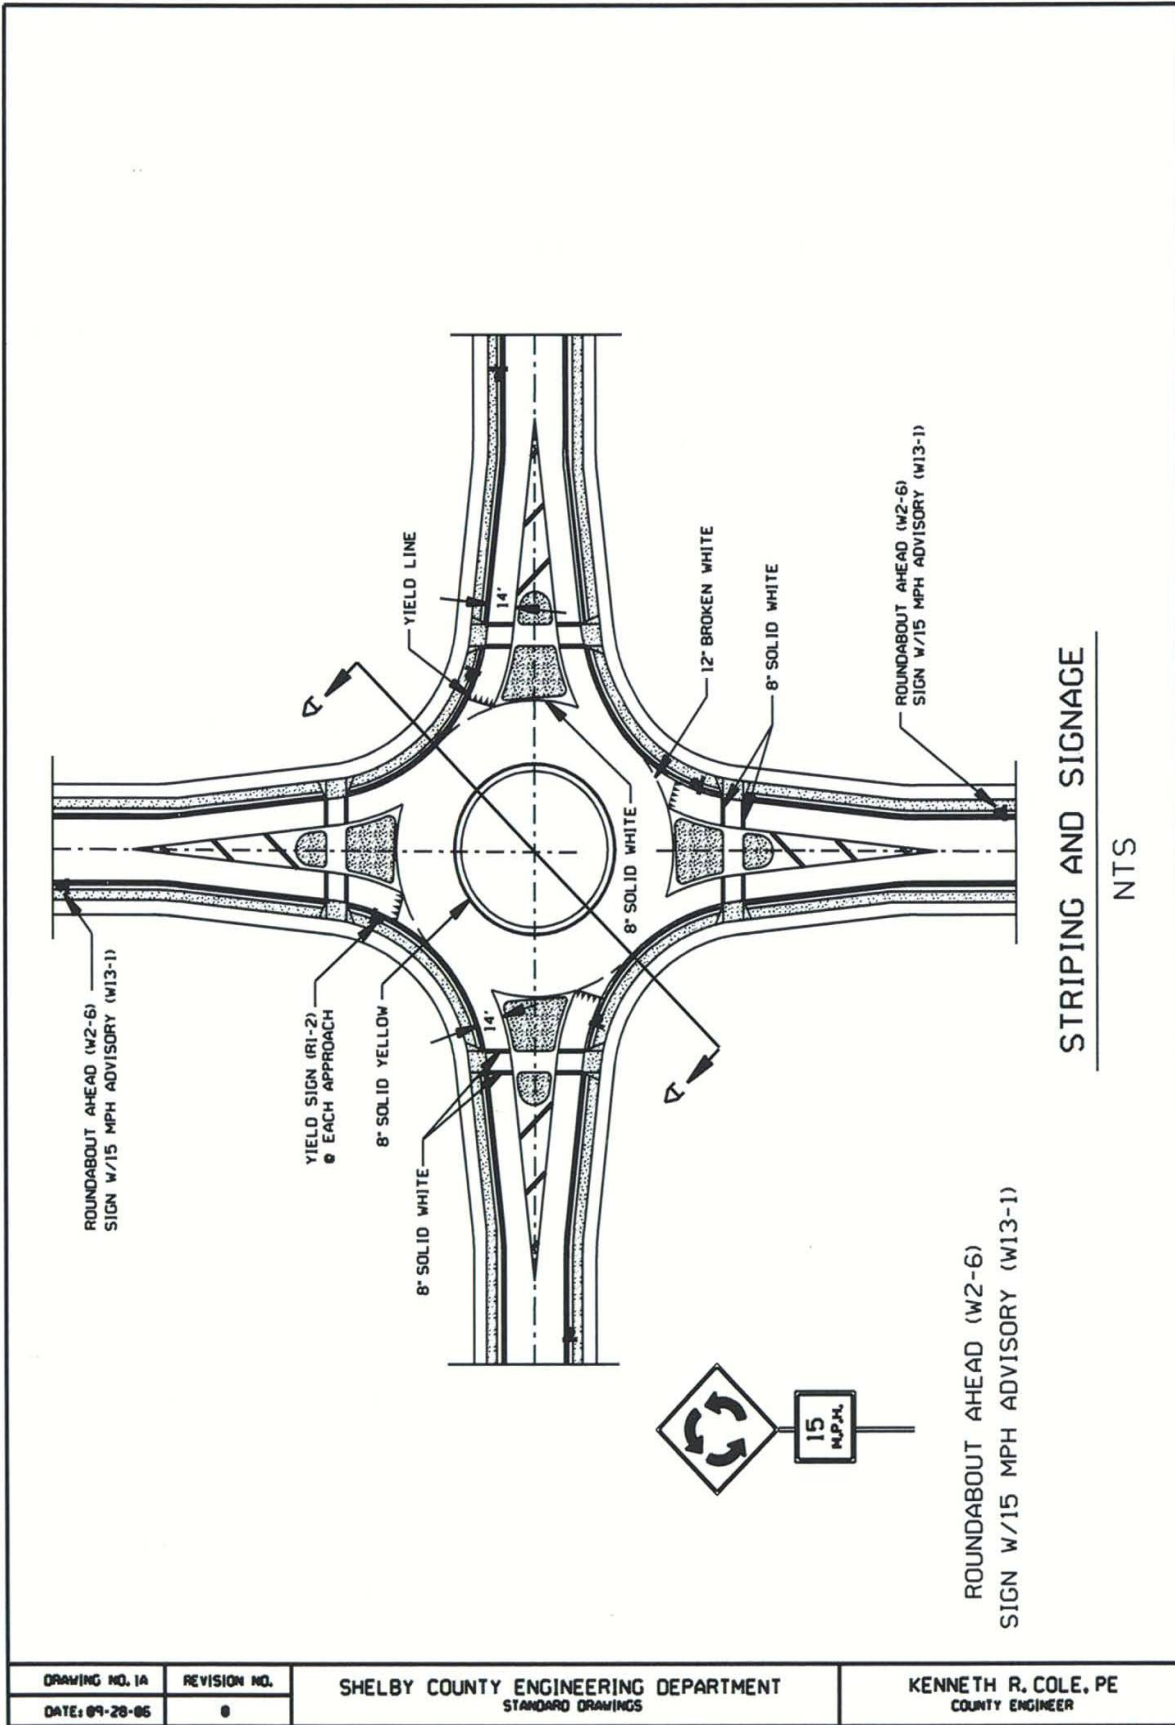 ROUNDABOUT AHEAD (W2-6)
SIGN W/15 MPH ADVISORY (W13-1)
YIELD SIGN (R1-2)
@ EACH APPROACH
8" SOLID YELLOW
8" SOLID WHITE
14'
A
8" SOLID WHITE
A
YIELD LINE
14'
12" BROKEN WHITE
8" SOLID WHITE
ROUNDABOUT AHEAD (W2-6)
SIGN W/15 MPH ADVISORY (W13-1)
15
M.P.H.
ROUNDABOUT AHEAD (W2-6)
SIGN W/15 MPH ADVISORY (W13-1)
STRIPING AND SIGNAGE
NTS
DRAWING NO. 1A
DATE: 09-28-06
REVISION NO.
0
SHELBY COUNTY ENGINEERING DEPARTMENT
STANDARD DRAWINGS
KENNETH R. COLE, PE
COUNTY ENGINEER